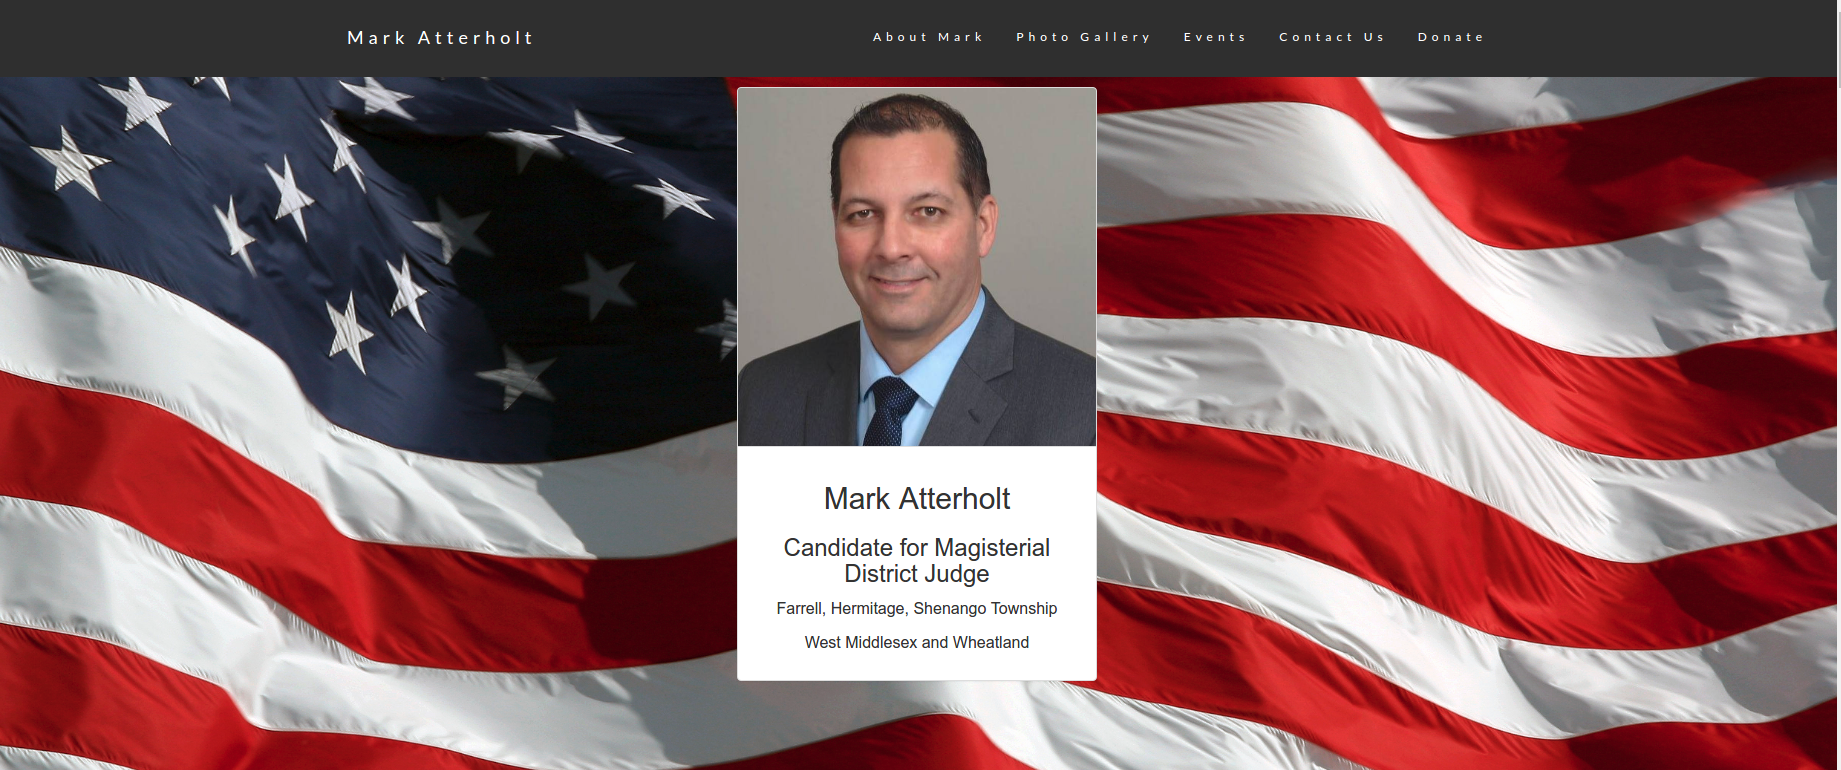 Mark Atterholt
About Mark
Photo Gallery
Events
Contact Us
Donate
Mark Atterholt
Candidate for Magisterial
District Judge
Farrell, Hermitage, Shenango Township
West Middlesex and Wheatland